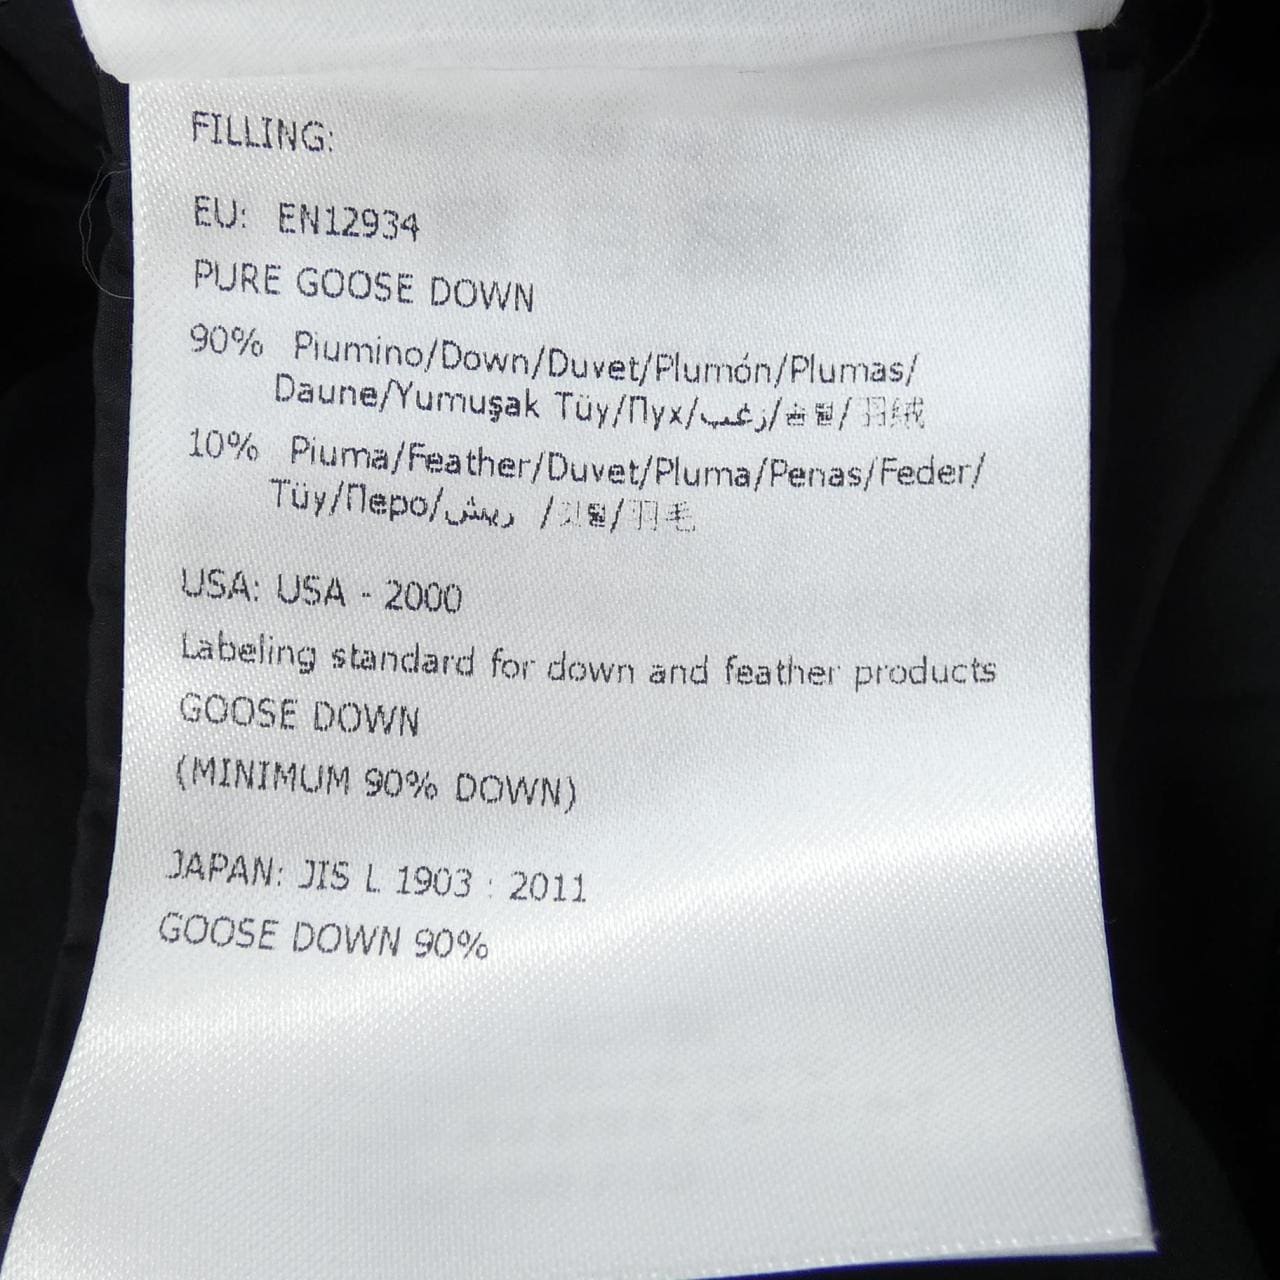 FILLING:
EU: EN12934
PURE GOOSE DOWN
90% Piumino/Down/Duvet/Plumón/Plumas/
Daune/Yumuşak Tüy/Пух/زغب/솜털/羽绒
10% Piuma/Feather/Duvet/Pluma/Penas/Feder/
Tüy/Перо/ريش /깃털/羽毛
USA: USA - 2000
Labeling standard for down and feather products
GOOSE DOWN
(MINIMUM 90% DOWN)
JAPAN: JIS L 1903 : 2011
GOOSE DOWN 90%